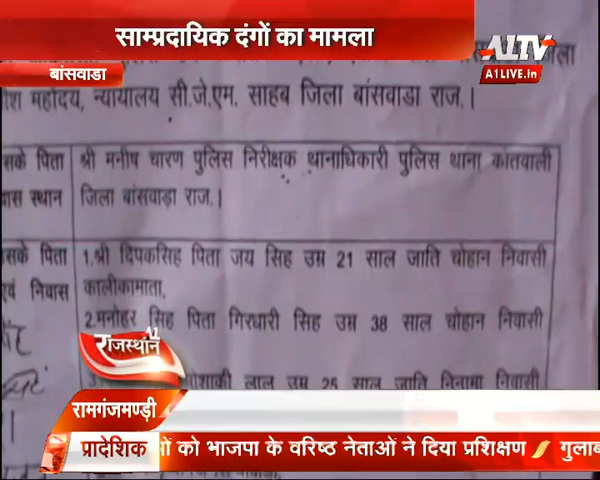 साम्प्रदायिक दंगों का मामला
A1TV
बांसवाडा
A1LIVE.in
जिला
महोदय, न्यायालय सी.जे.एम. साहब जिला बांसवाडा राज.।
सके पिता श्री मनीष चारण पुलिस निरीक्षक थानाधिकारी पुलिस थाना कोतवाली
स्थान जिला बांसवाड़ा राज.।
सके पिता 1.श्री दिपकसिह पिता जय सिह उम्र 21 साल जाति चोहान निवासी
एवं निवास कालीकामाता,
2.मनोहर सिह पिता गिरधारी सिह उम्र 38 साल चोहान निवासी
A1
राजस्थान
लाल उम्र 25 साल जाति निनामा निवासी
रामगंजमण्डी
प्रादेशिक को भाजपा के वरिष्ठ नेताओं ने दिया प्रशिक्षण गुलाब